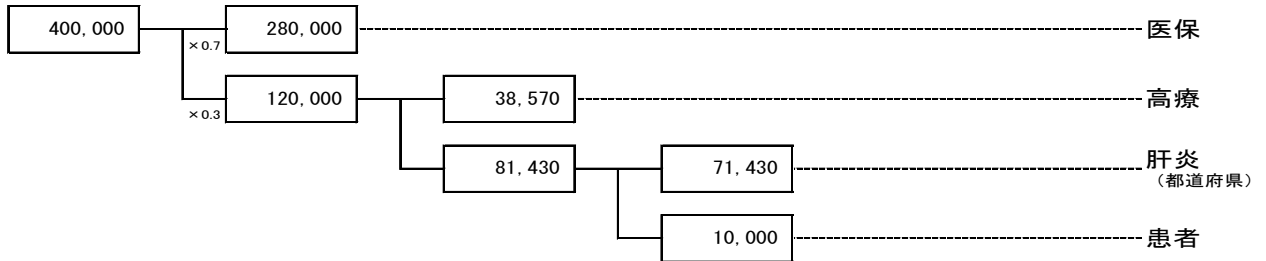 400,000 ×0.7 280,000 医保
×0.3 120,000 38,570 高療
81,430 71,430 肝炎
（都道府県）
10,000 患者